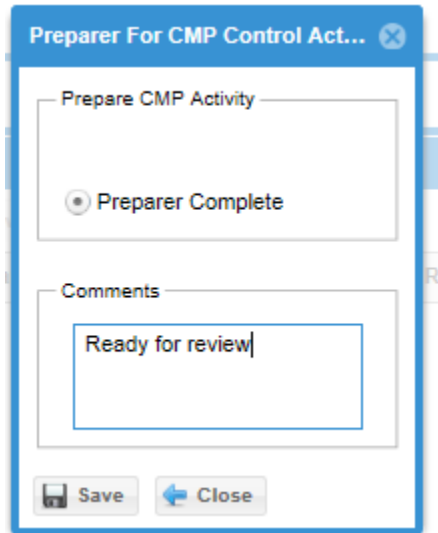 Preparer For CMP Control Act...
Prepare CMP Activity
Preparer Complete
Comments
Ready for review
Save
Close
R